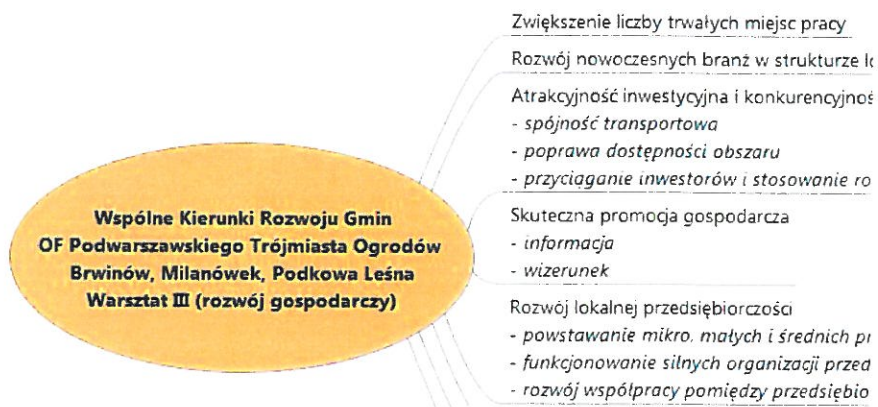 Zwiększenie liczby trwałych miejsc pracy
Rozwój nowoczesnych branż w strukturze
Atrakcyjność inwestycyjna i
- spójność transportowa
- poprawa dostępności obszaru
- przyciąganie inwestorów i stosowanie
Wspólne Kierunki Rozwoju Gmin
OF Podwarszawskiego Trójmiasta Ogrodów
Brwinów, Milanówek, Podkowa Leśna
Warsztat III (rozwój gospodarczy)
Skuteczna promocja gospodarcza
- informacja
- wizerunek
Rozwój lokalnej przedsiębiorczości
- powstawanie mikro, małych i średnich
- funkcjonowanie silnych organizacji
- rozwój współpracy pomiędzy